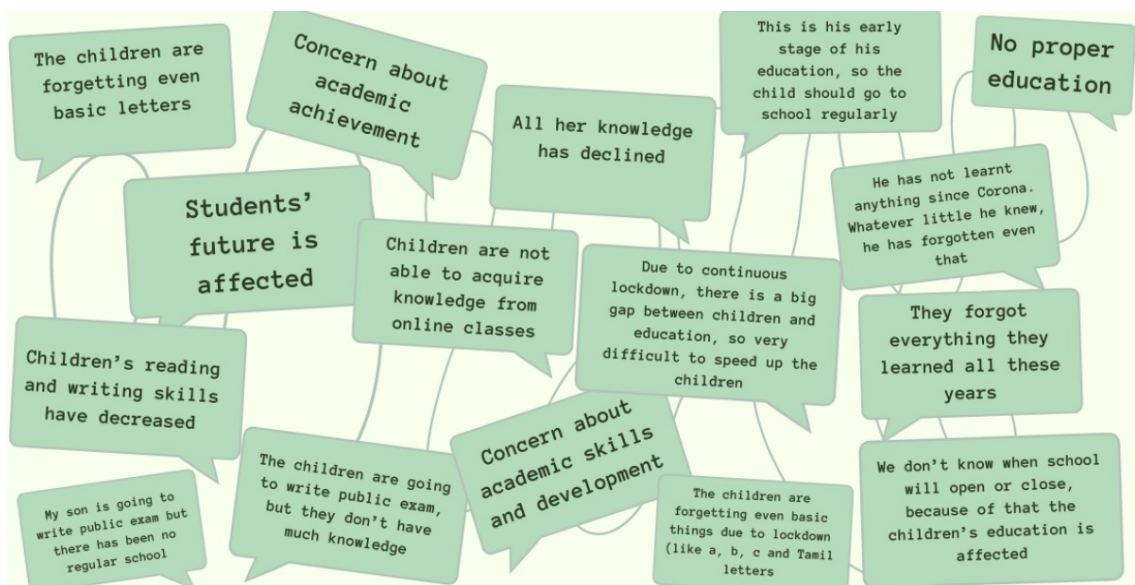 The children are
forgetting even
basic letters
Concern about
academic
achievement
All her knowledge
has declined
This is his early
stage of his
education, so the
child should go to
school regularly
No proper
education
Students’
future is
affected
Children are not
able to acquire
knowledge from
online classes
Due to continuous
lockdown, there is a big
gap between children and
education, so very
difficult to speed up the
children
He has not learnt
anything since Corona.
Whatever little he knew,
he has forgotten even
that
They forgot
everything they
learned all these
years
Children’s reading
and writing skills
have decreased
The children are going
to write public exam,
but they don’t have
much knowledge
Concern about
academic skills
and development
My son is going to
write public exam but
there has been no
regular school
The children are
forgetting even basic
things due to lockdown
(like a, b, c and Tamil
letters
We don’t know when school
will open or close,
because of that the
children’s education is
affected